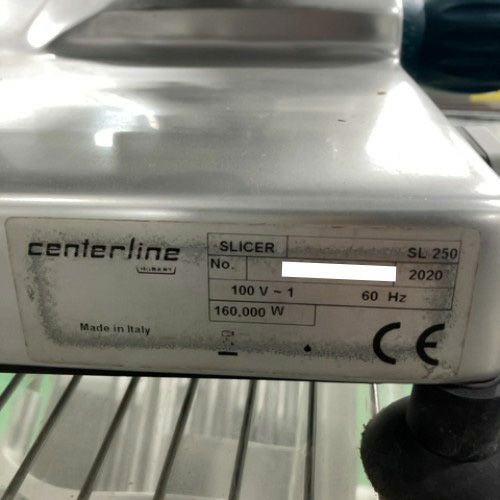 centerline
HOBART
Made in Italy
SLICER SL 250
No. 2020
100 V ~ 1 60 Hz
160,000 W
CE